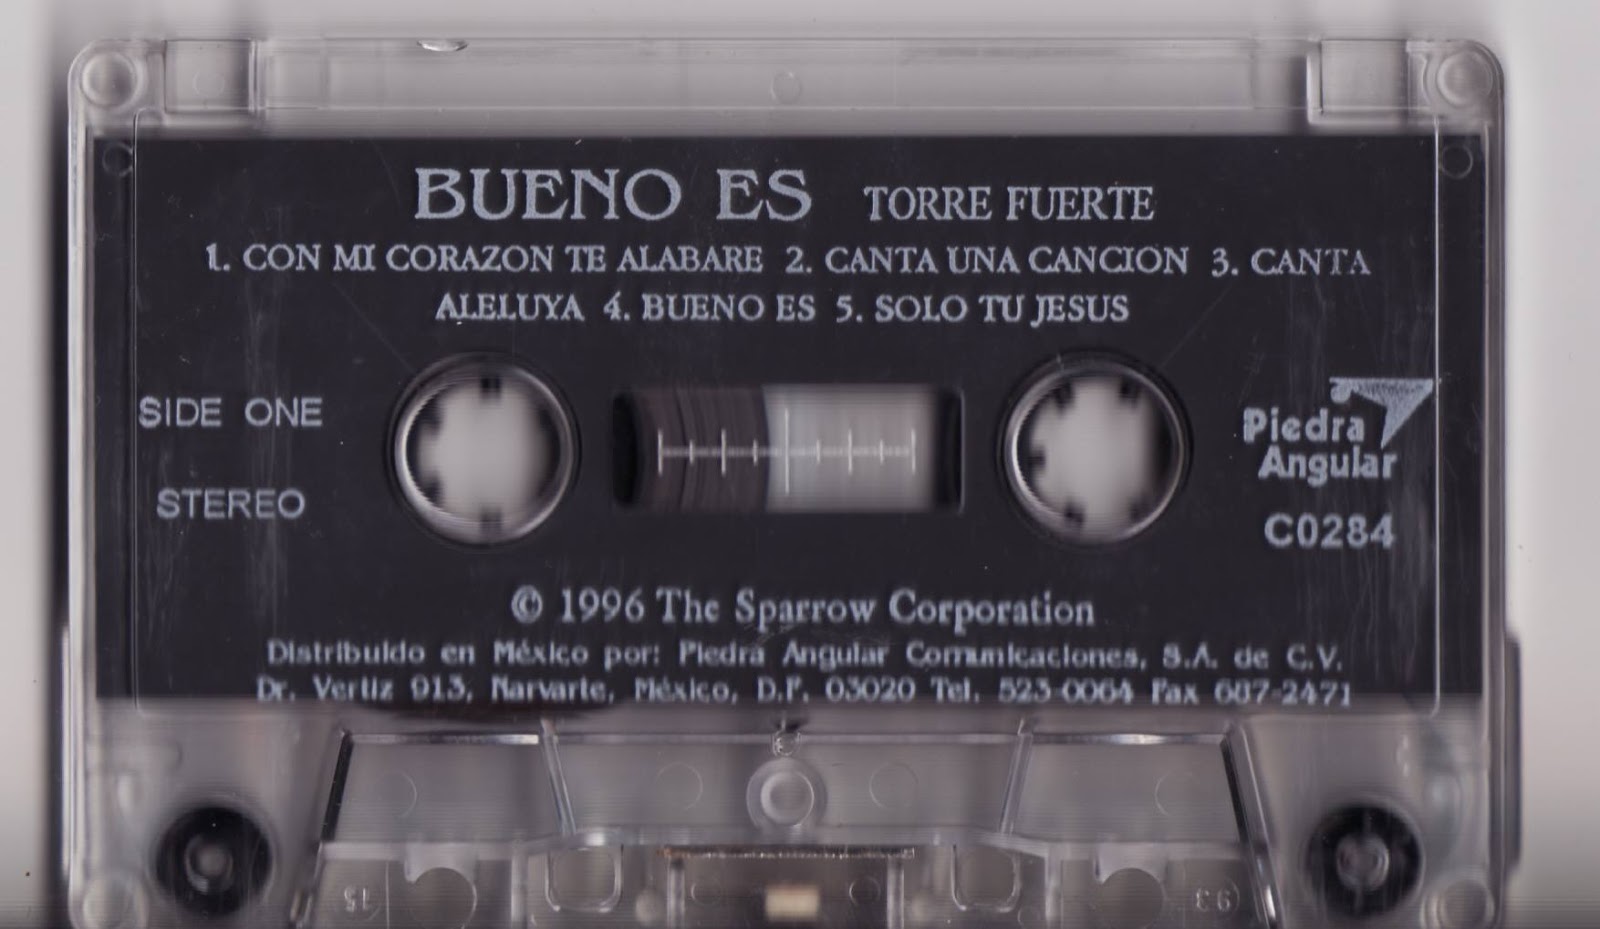 BUENO ES TORRE FUERTE
1. CON MI CORAZON TE ALABARE 2. CANTA UNA CANCION 3. CANTA
ALELUYA 4. BUENO ES 5. SOLO TU JESUS
SIDE ONE
STEREO
Piedra
Angular
C0284
© 1996 The Sparrow Corporation
Distribuido en México por: Piedra Angular Comunicaciones, S.A. de C.V.
Dr. Vertiz 913, Narvarte, México, D.F. 03020 Tel. 523-0064 Fax 687-2471
15
93